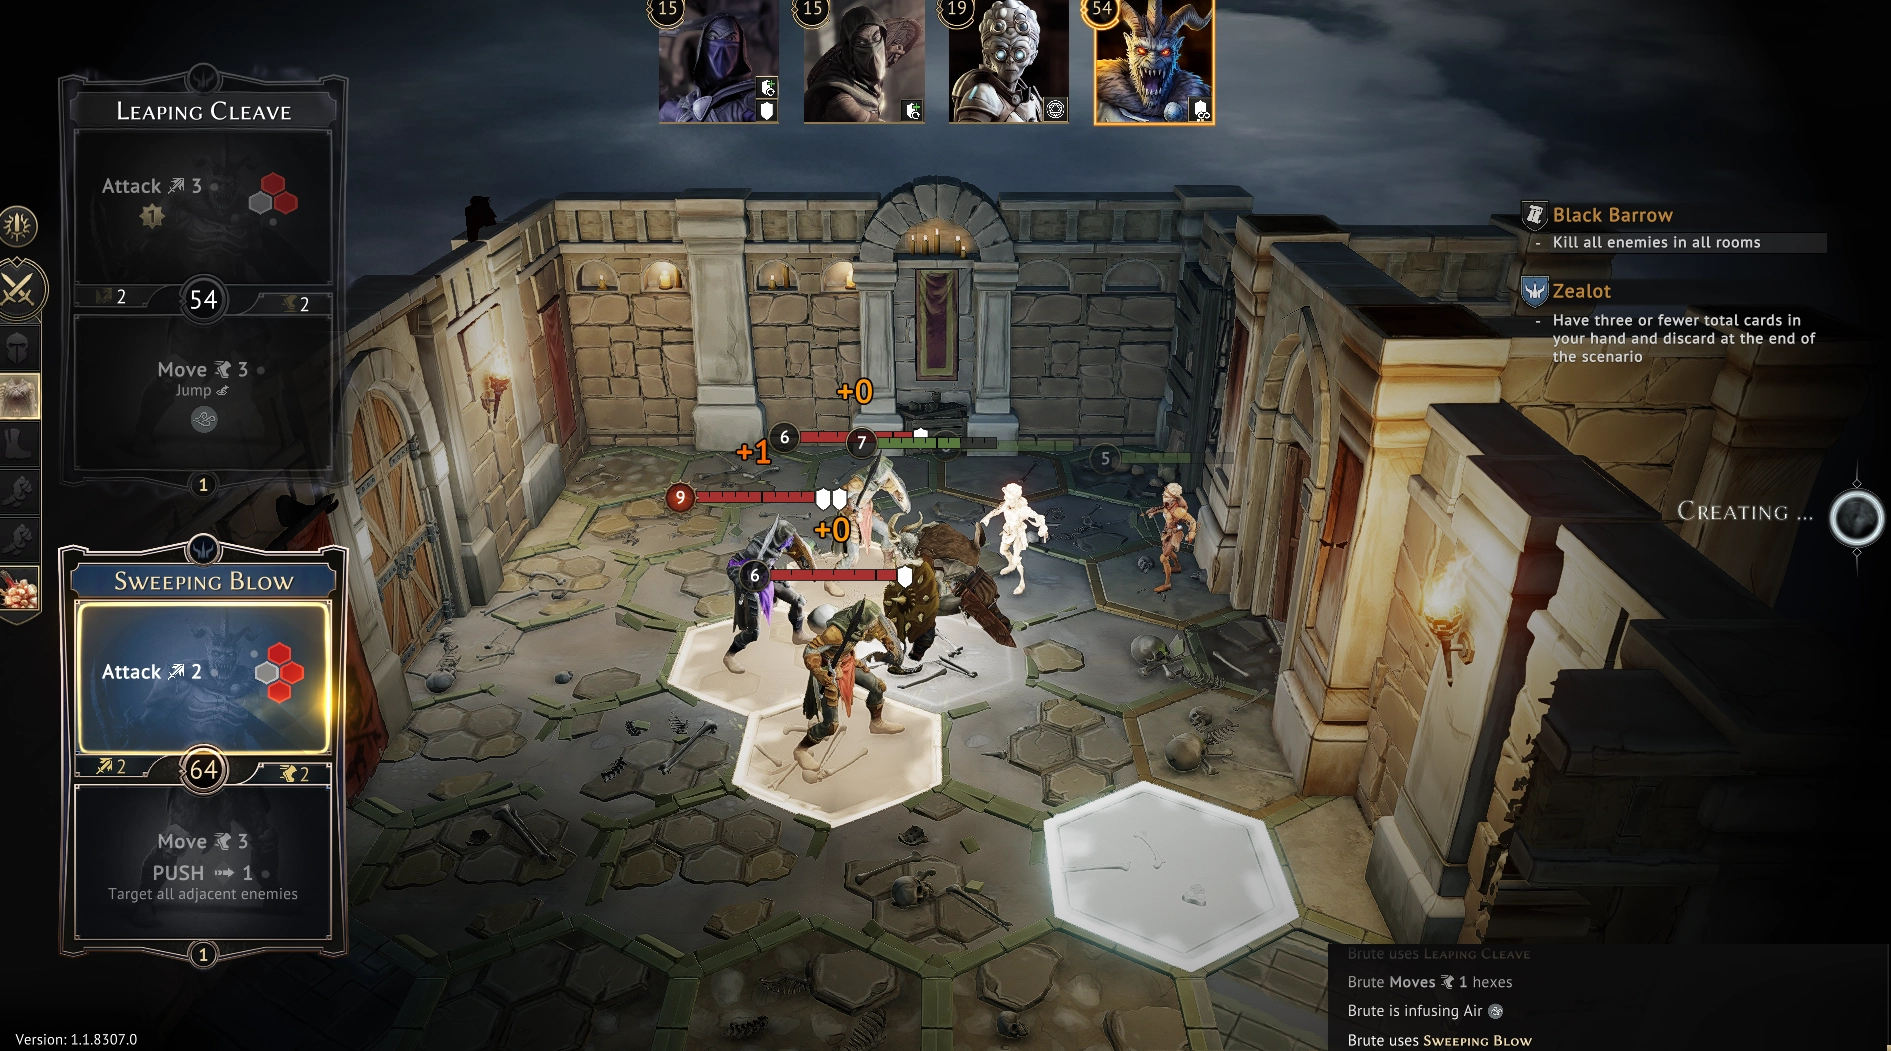 15
15
19
54
LEAPING CLEAVE
Attack 3
1
2
54
2
Move 3
Jump
1
SWEEPING BLOW
Attack 2
2
64
2
Move 3
PUSH 1
Target all adjacent enemies
1
+0
6
7
+1
5
9
+0
6
Black Barrow
- Kill all enemies in all rooms
Zealot
- Have three or fewer total cards in
your hand and discard at the end of
the scenario
CREATING ...
Brute uses LEAPING CLEAVE
Brute Moves 1 hexes
Brute is infusing Air
Brute uses SWEEPING BLOW
Version: 1.1.8307.0